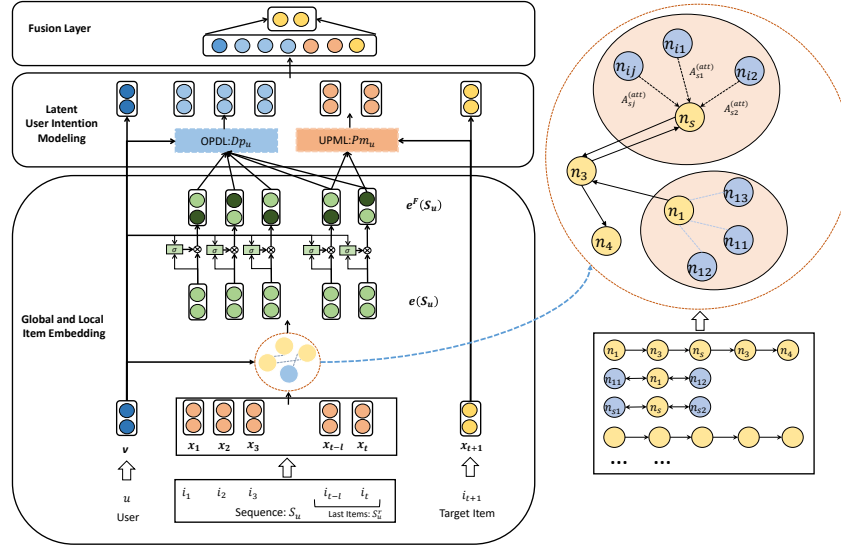 Fusion Layer
Latent
User Intention
Modeling
OPDL:Dp_u
UPML:Pm_u
e^F(S_u)
σ σ σ σ σ
e(S_u)
Global and Local
Item Embedding
v
x_1 x_2 x_3 x_{t-l} x_t
x_{t+1}
u
User
i_1 i_2 i_3 i_{t-l} i_t
Sequence: S_u
Last Items: S_u^r
i_{t+1}
Target Item
n_{ij} n_{i1} n_{i2}
A_{sj}^{(att)} A_{s1}^{(att)} A_{s2}^{(att)}
n_s
n_3
n_1 n_{13}
n_4
n_{11}
n_{12}
n_1 n_3 n_s n_3 n_4
n_{11} n_1 n_{12}
n_{s1} n_s n_{s2}
... ...